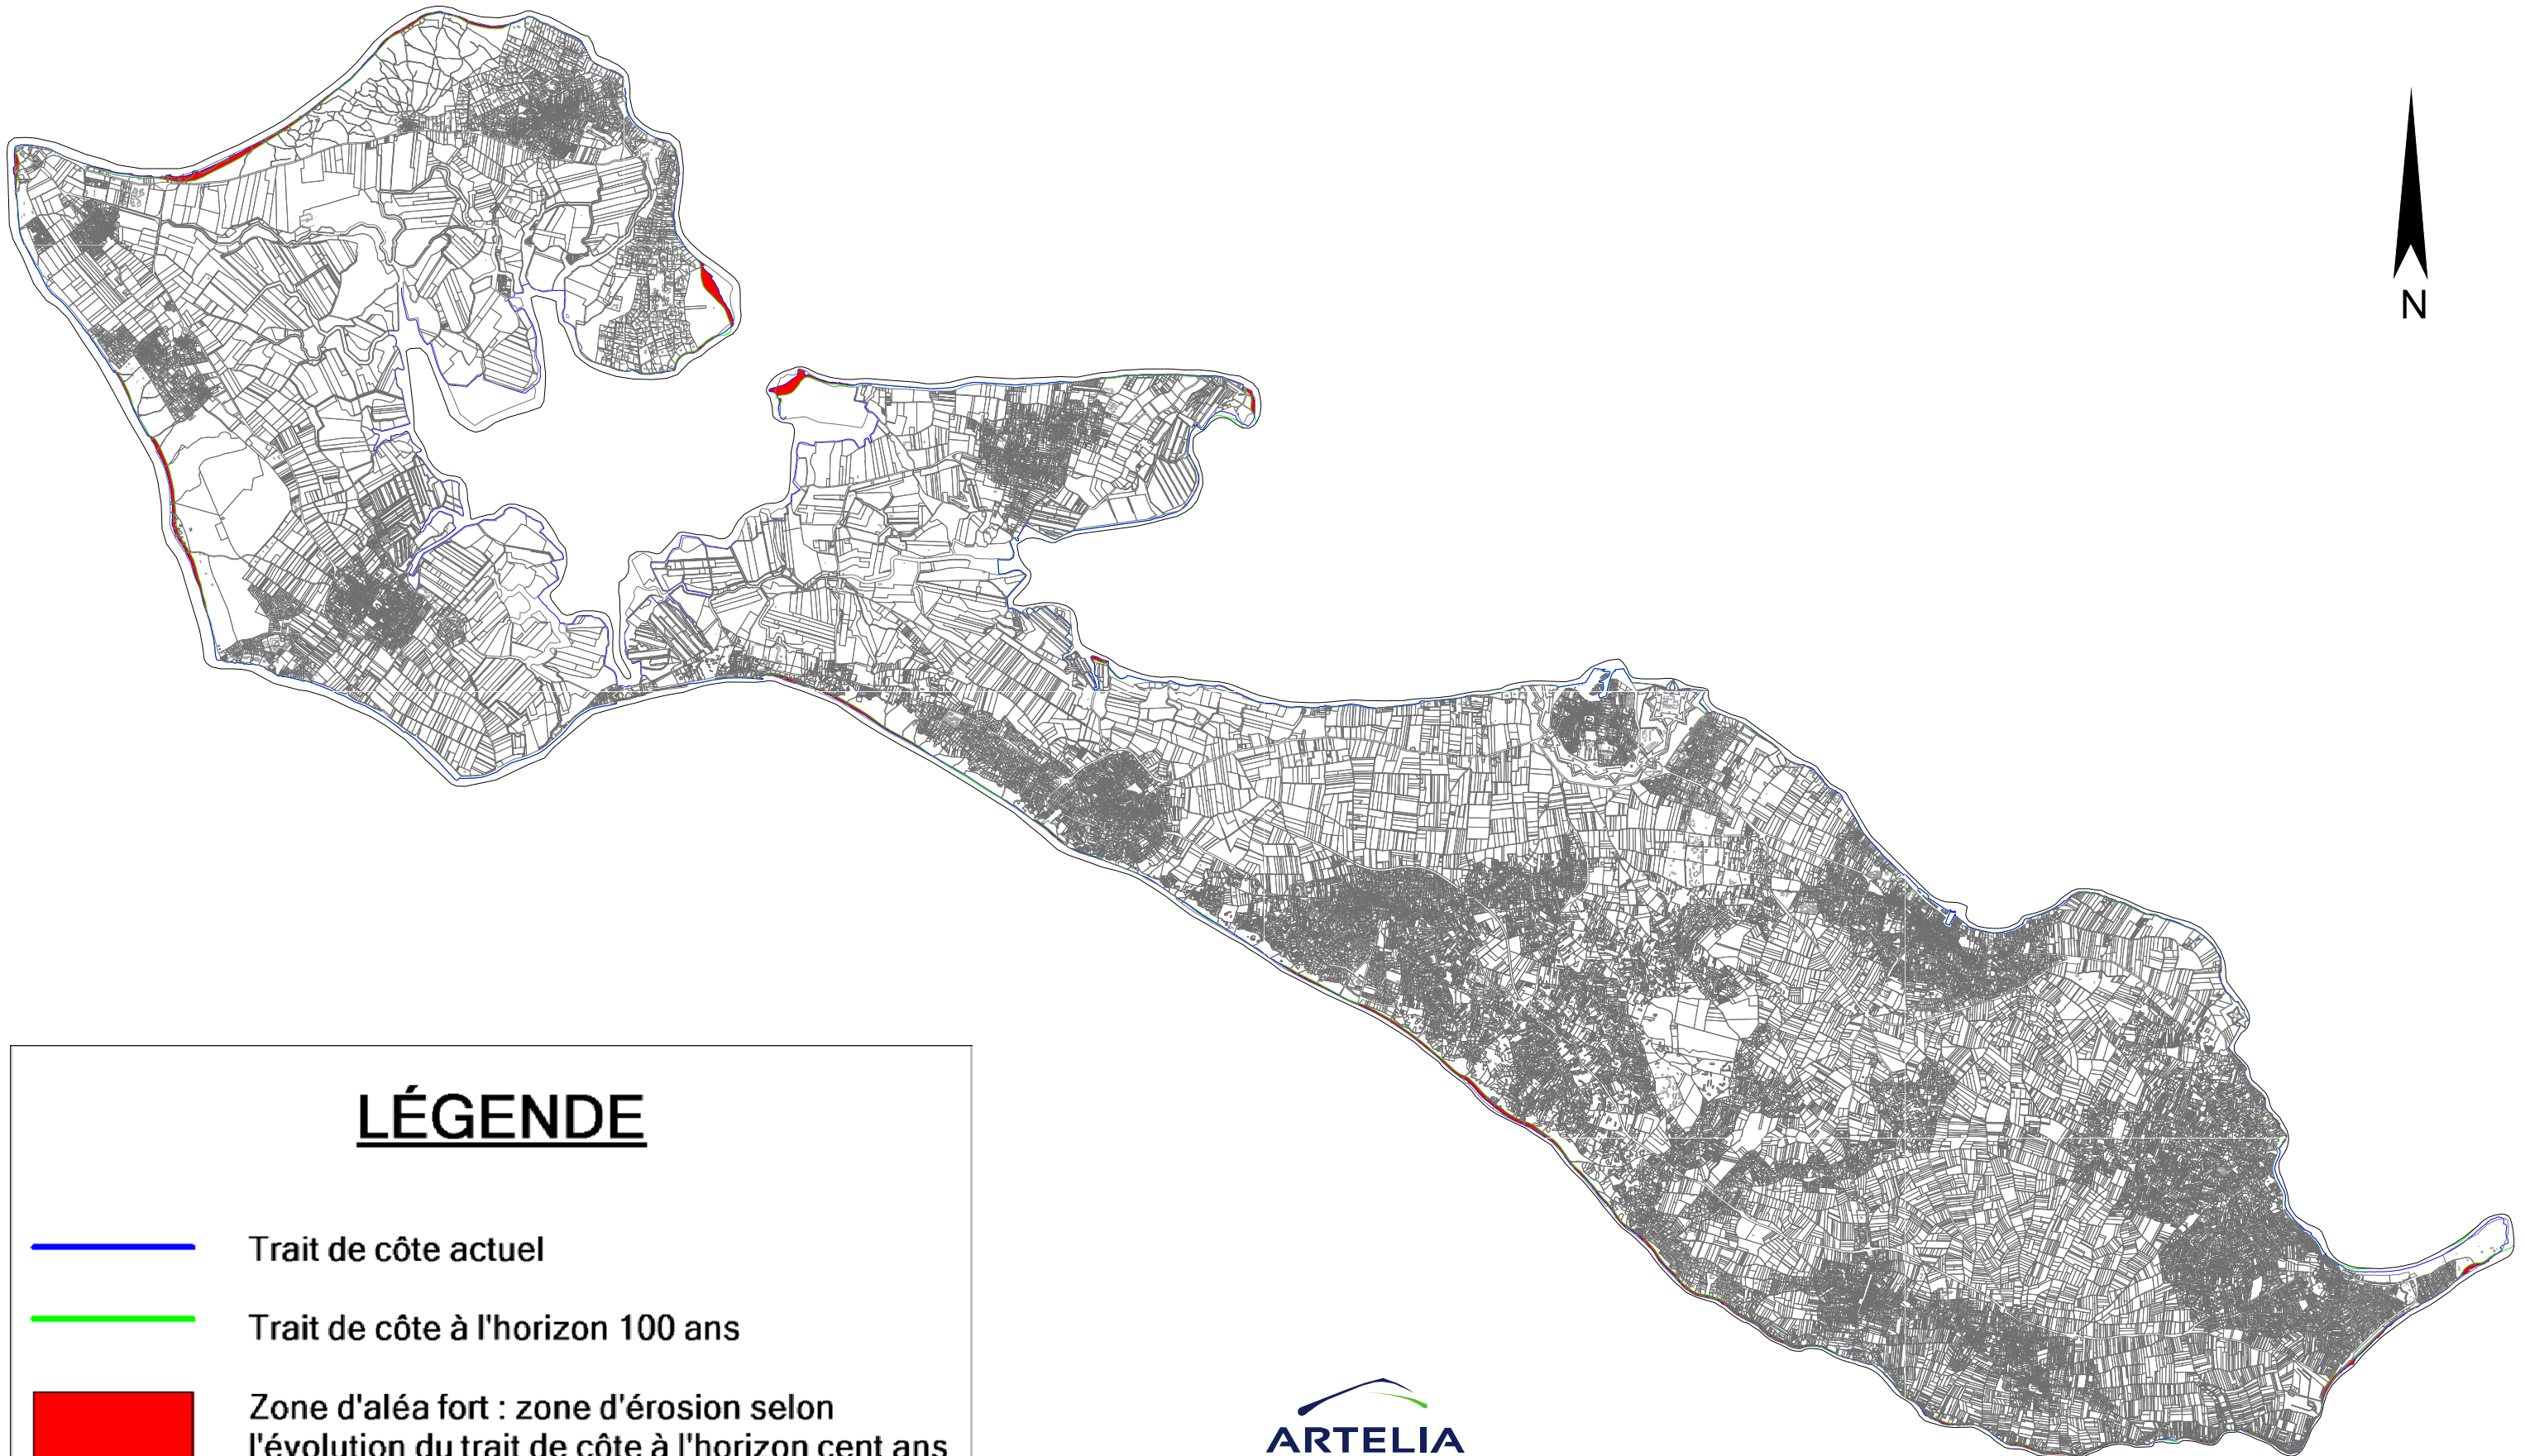 N
LÉGENDE
Trait de côte actuel
Trait de côte à l'horizon 100 ans
Zone d'aléa fort : zone d'érosion selon
l'évolution du trait de côte à l'horizon cent ans
ARTELIA